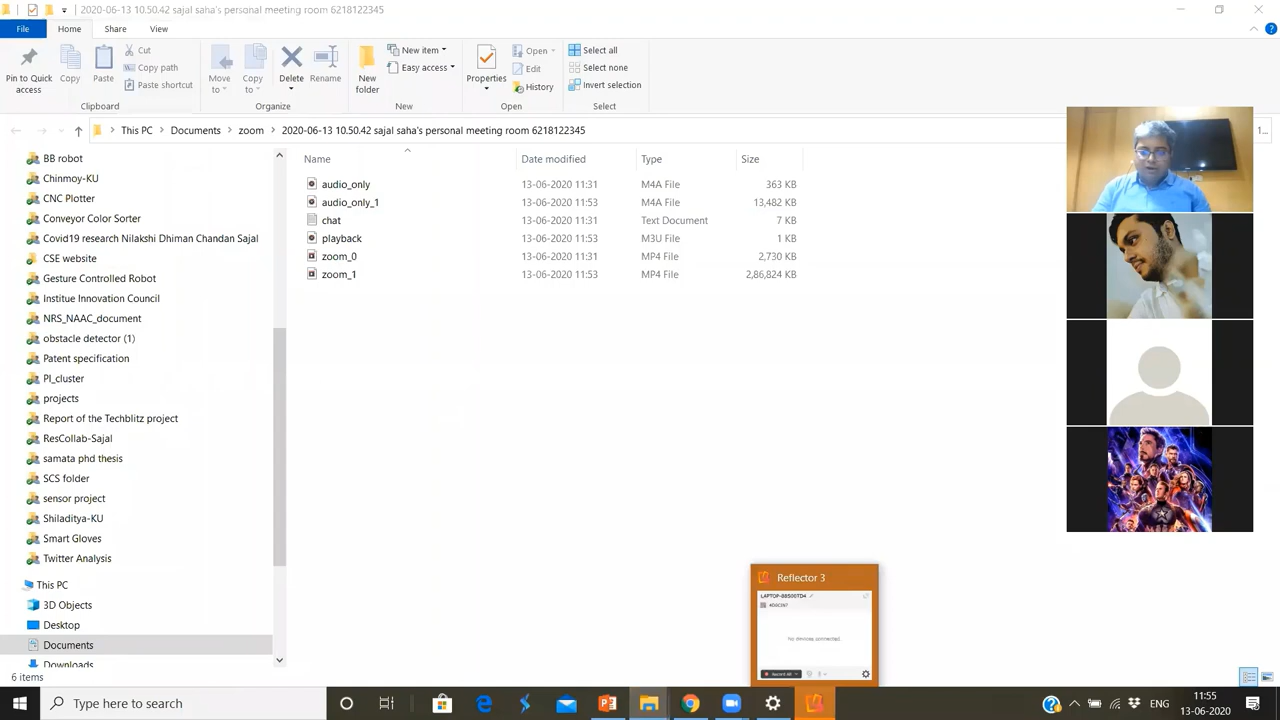 2020-06-13 10.50.42 sajal saha's personal meeting room 6218122345
File
Home
Share
View
Pin to Quick
access
Copy
Paste
Cut
Copy path
Paste shortcut
Clipboard
Move
to
Copy
to
Delete
Rename
Organize
New
folder
New item
Easy access
New
Properties
Open
Edit
History
Open
Select all
Select none
Invert selection
Select
This PC
Documents
zoom
2020-06-13 10.50.42 sajal saha's personal meeting room 6218122345
1...
BB robot
Chinmoy-KU
CNC Plotter
Conveyor Color Sorter
Covid19 research Nilakshi Dhiman Chandan Sajal
CSE website
Gesture Controlled Robot
Institue Innovation Council
NRS_NAAC_document
obstacle detector (1)
Patent specification
PI_cluster
projects
Report of the Techblitz project
ResCollab-Sajal
samata phd thesis
SCS folder
sensor project
Shiladitya-KU
Smart Gloves
Twitter Analysis
This PC
3D Objects
Desktop
Documents
Downloads
Name Date modified Type Size
audio_only 13-06-2020 11:31 M4A File 363 KB
audio_only_1 13-06-2020 11:53 M4A File 13,482 KB
chat 13-06-2020 11:31 Text Document 7 KB
playback 13-06-2020 11:53 M3U File 1 KB
zoom_0 13-06-2020 11:31 MP4 File 2,730 KB
zoom_1 13-06-2020 11:53 MP4 File 2,86,824 KB
Reflector 3
No devices connected.
Record All
6 items
Type here to search
ENG
11:55
13-06-2020